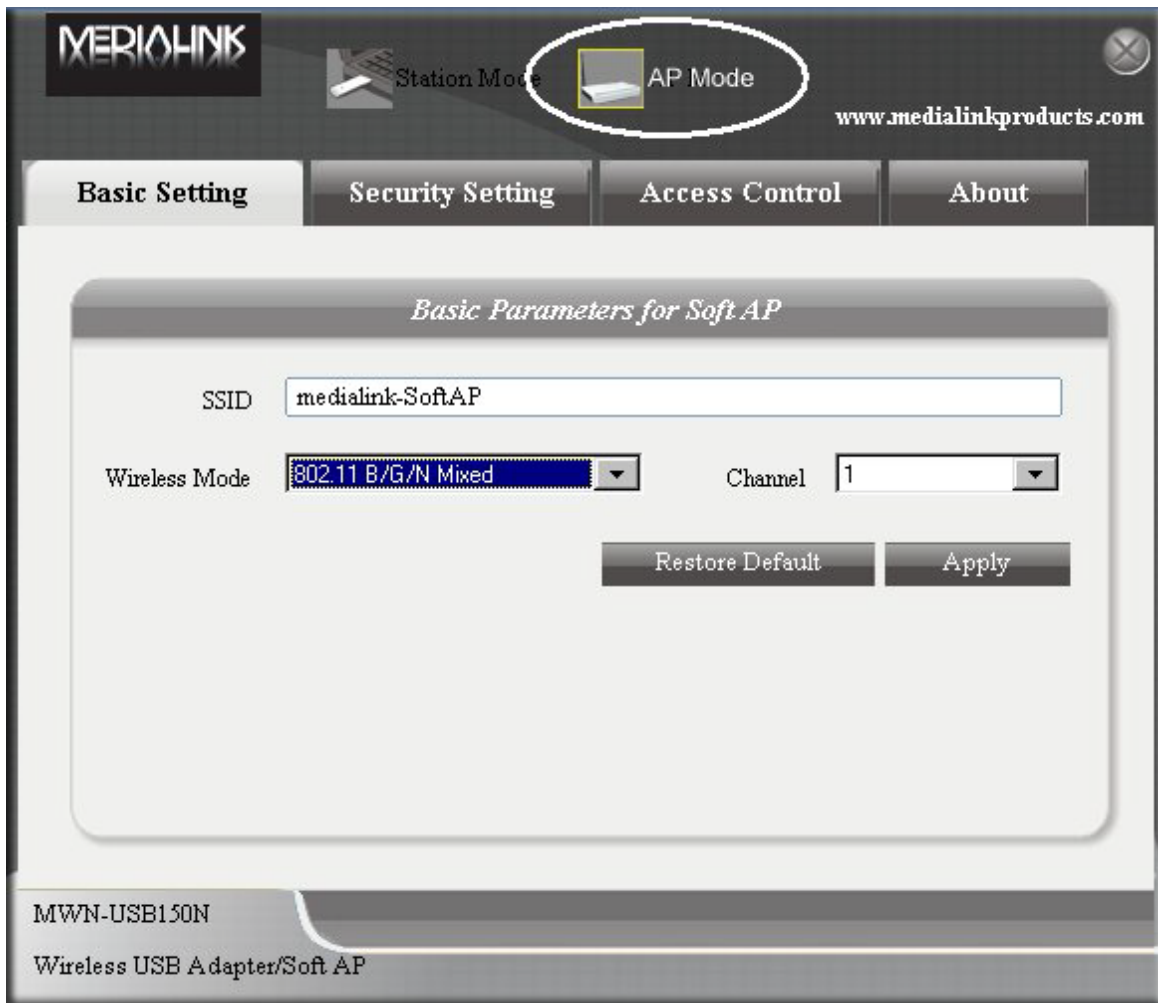 MEDIALINK
Station Mode
AP Mode
www.medialinkproducts.com
Basic Setting
Security Setting
Access Control
About
Basic Parameters for Soft AP
SSID
medialink-SoftAP
Wireless Mode
802.11 B/G/N Mixed
Channel
1
Restore Default
Apply
MWN-USB150N
Wireless USB Adapter/Soft AP